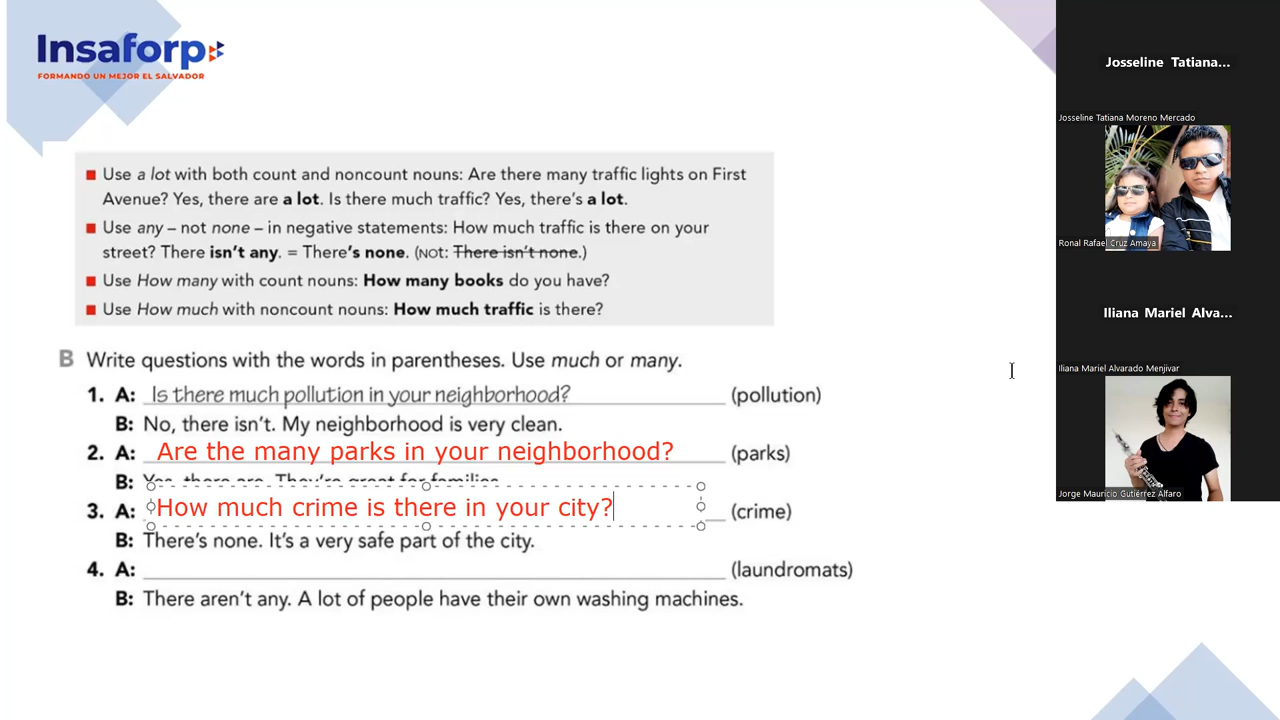 Insaforp
FORMANDO UN MEJOR EL SALVADOR
Use a lot with both count and noncount nouns: Are there many traffic lights on First
Avenue? Yes, there are a lot. Is there much traffic? Yes, there's a lot.
Use any – not none – in negative statements: How much traffic is there on your
street? There isn't any. = There's none. (NOT: There isn't none.)
Use How many with count nouns: How many books do you have?
Use How much with noncount nouns: How much traffic is there?
B Write questions with the words in parentheses. Use much or many.
1. A: Is there much pollution in your neighborhood? (pollution)
B: No, there isn't. My neighborhood is very clean.
2. A: Are the many parks in your neighborhood? (parks)
B: Yes, there are. They're great for families.
3. A: How much crime is there in your city? (crime)
B: There's none. It's a very safe part of the city.
4. A: (laundromats)
B: There aren't any. A lot of people have their own washing machines.
Josseline Tatiana...
Josseline Tatiana Moreno Mercado
Ronal Rafael Cruz Amaya
Iliana Mariel Alva...
Iliana Mariel Alvarado Menjivar
Jorge Mauricio Gutiérrez Alfaro